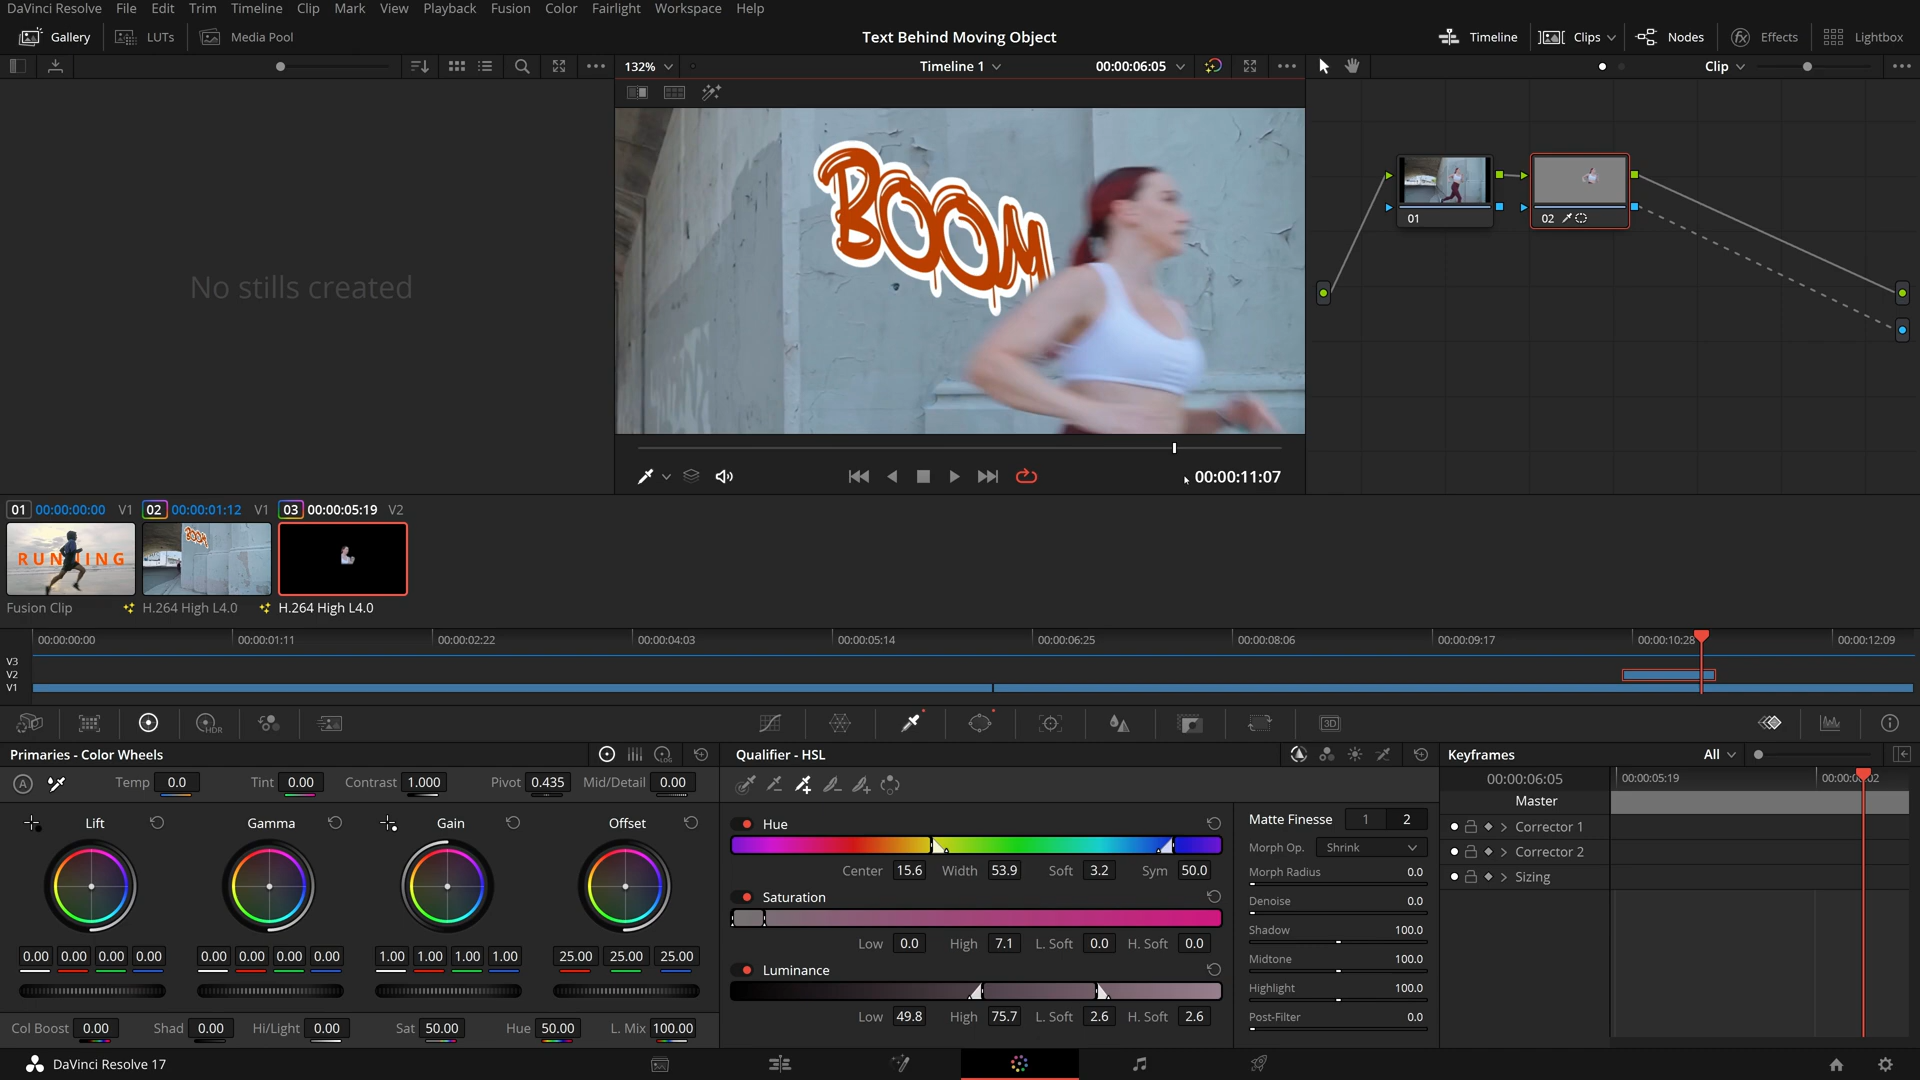 DaVinci Resolve File Edit Trim Timeline Clip Mark View Playback Fusion Color Fairlight Workspace Help
Gallery LUTs Media Pool Text Behind Moving Object Timeline Clips Nodes Effects Lightbox
132% Timeline 1 00:00:06:05 Clip
BOOM
No stills created
01 02
00:00:11:07
01 00:00:00:00 V1 02 00:00:01:12 V1 03 00:00:05:19 V2
RUNNING BOOM
Fusion Clip H.264 High L4.0 H.264 High L4.0
00:00:00:00 00:00:01:11 00:00:02:22 00:00:04:03 00:00:05:14 00:00:06:25 00:00:08:06 00:00:09:17 00:00:10:28 00:00:12:09
V3
V2
V1
HDR 3D
Primaries - Color Wheels LOG Qualifier - HSL Keyframes All
A Temp 0.0 Tint 0.00 Contrast 1.000 Pivot 0.435 Mid/Detail 0.00 00:00:06:05 00:00:05:19
Master
Lift Gamma Gain Offset Hue Matte Finesse 1 2 Corrector 1
Morph Op. Shrink Corrector 2
Center 15.6 Width 53.9 Soft 3.2 Sym 50.0 Morph Radius 0.0 Sizing
Saturation Denoise 0.0
Shadow 100.0
Low 0.0 High 7.1 L. Soft 0.0 H. Soft 0.0
0.00 0.00 0.00 0.00 0.00 0.00 0.00 0.00 1.00 1.00 1.00 1.00 25.00 25.00 25.00 Midtone 100.0
Luminance
Highlight 100.0
Low 49.8 High 75.7 L. Soft 2.6 H. Soft 2.6 Post-Filter 0.0
Col Boost 0.00 Shad 0.00 Hi/Light 0.00 Sat 50.00 Hue 50.00 L. Mix 100.00
DaVinci Resolve 17